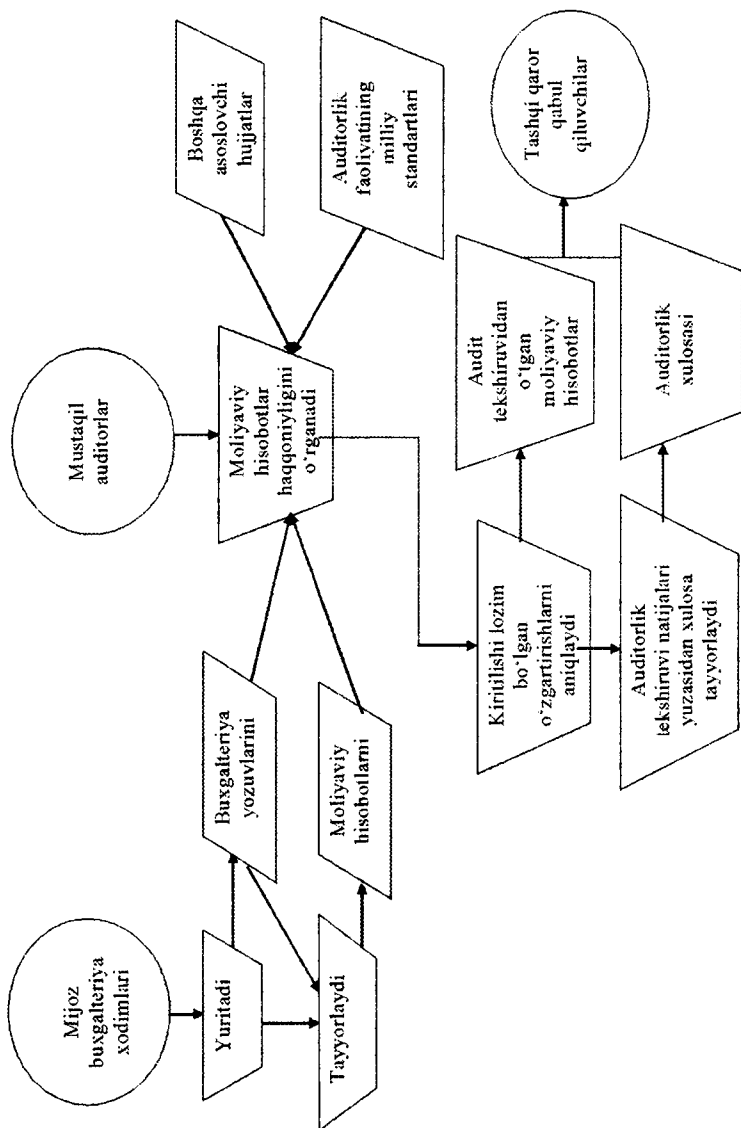 Mijoz
buxgalteriya
xodimlari
Yuritadi
Tayyorlaydi
Buxgalteriya
yozuvlarini
Moliyaviy
hisobotlarni
Mustaqil
auditorlar
Moliyaviy
hisobotlar
haqqoniyligini
o‘rganadi
Boshqa
asoslovchi
hujjatlar
Auditorlik
faoliyatining
milliy
standartlari
Kiritilishi lozim
bo‘lgan
o‘zgartirishlarni
aniqlaydi
Auditorlik
tekshiruvi natijalari
yuzasidan xulosa
tayyorlaydi
Audit
tekshiruvidan
o‘tgan
moliyaviy
hisobotlar
Auditorlik
xulosasi
Tashqi qaror
qabul
qiluvchilar